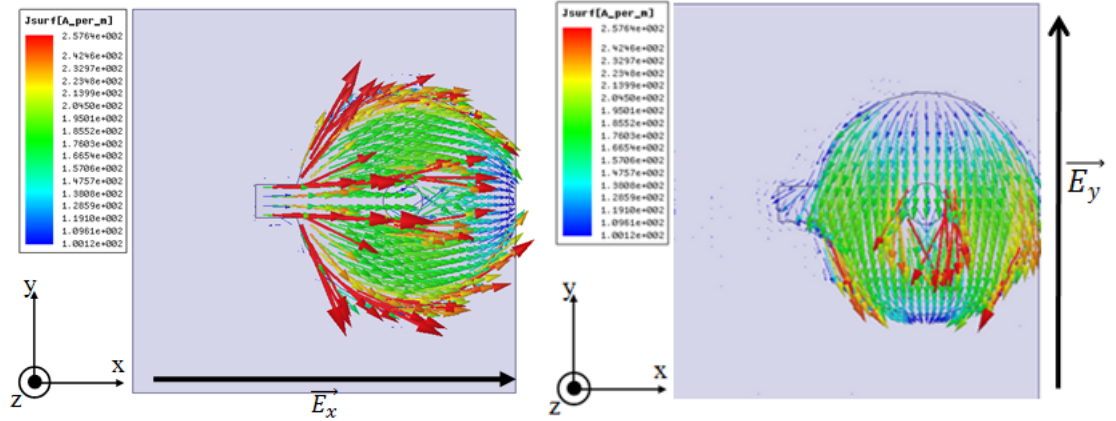 Jsurf[A_per_m]
2.5764e+002
2.4246e+002
2.3297e+002
2.2348e+002
2.1399e+002
2.0450e+002
1.9501e+002
1.8552e+002
1.7603e+002
1.6654e+002
1.5706e+002
1.4757e+002
1.3808e+002
1.2859e+002
1.1910e+002
1.0961e+002
1.0012e+002
y
x
z
E_x
Jsurf[A_per_m]
2.5764e+002
2.4246e+002
2.3297e+002
2.2348e+002
2.1399e+002
2.0450e+002
1.9501e+002
1.8552e+002
1.7603e+002
1.6654e+002
1.5706e+002
1.4757e+002
1.3808e+002
1.2859e+002
1.1910e+002
1.0961e+002
1.0012e+002
y
x
z
E_y